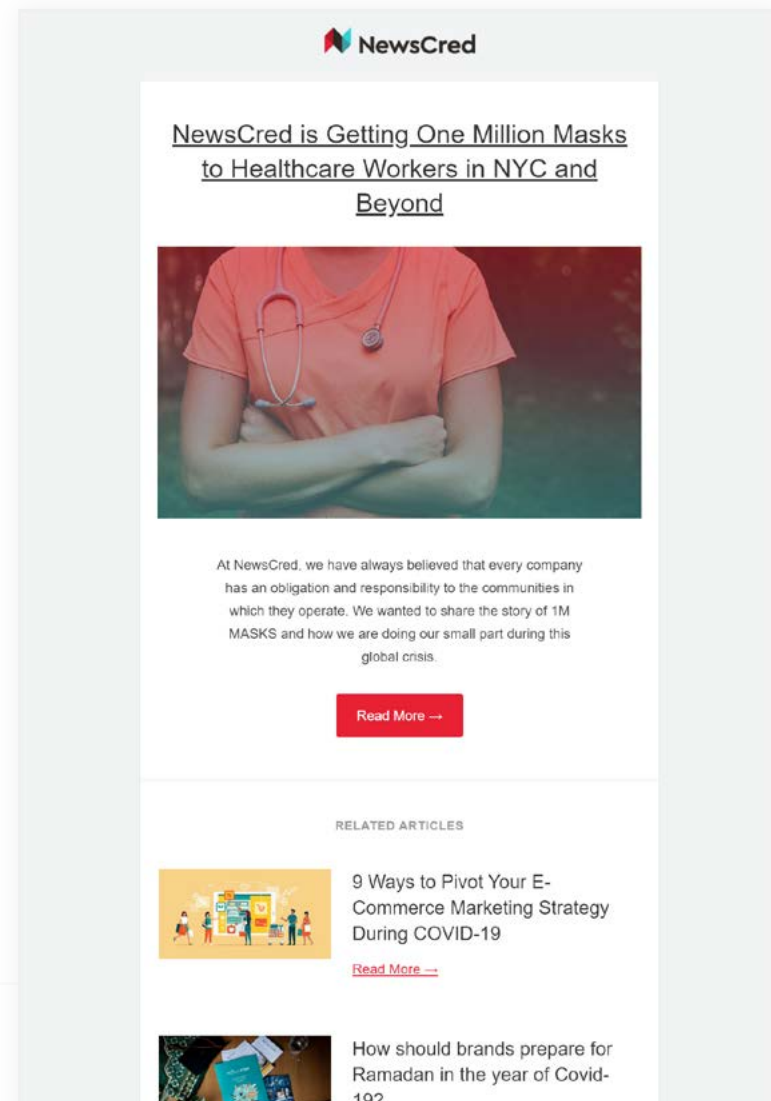 NewsCred
NewsCred is Getting One Million Masks
to Healthcare Workers in NYC and
Beyond
At NewsCred, we have always believed that every company
has an obligation and responsibility to the communities in
which they operate. We wanted to share the story of 1M
MASKS and how we are doing our small part during this
global crisis.
Read More →
RELATED ARTICLES
9 Ways to Pivot Your E-
Commerce Marketing Strategy
During COVID-19
Read More →
How should brands prepare for
Ramadan in the year of Covid-
19?